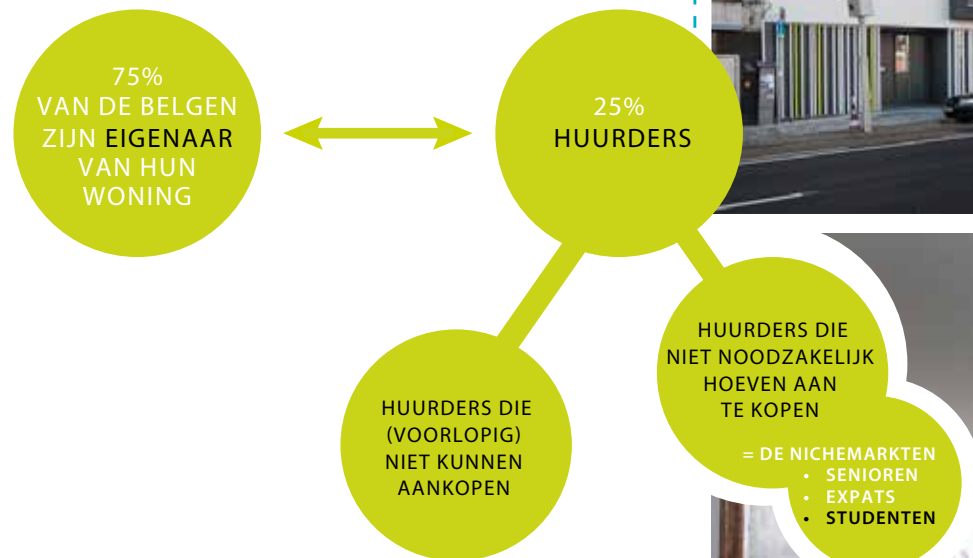 75%
VAN DE BELGEN
ZIJN EIGENAAR
VAN HUN
WONING
25%
HUURDERS
HUURDERS DIE
(VOORLOPIG)
NIET KUNNEN
AANKOPEN
HUURDERS DIE
NIET NOODZAKELIJK
HOEVEN AAN
TE KOPEN
= DE NICHEMARKTEN
• SENIOREN
• EXPATS
• STUDENTEN